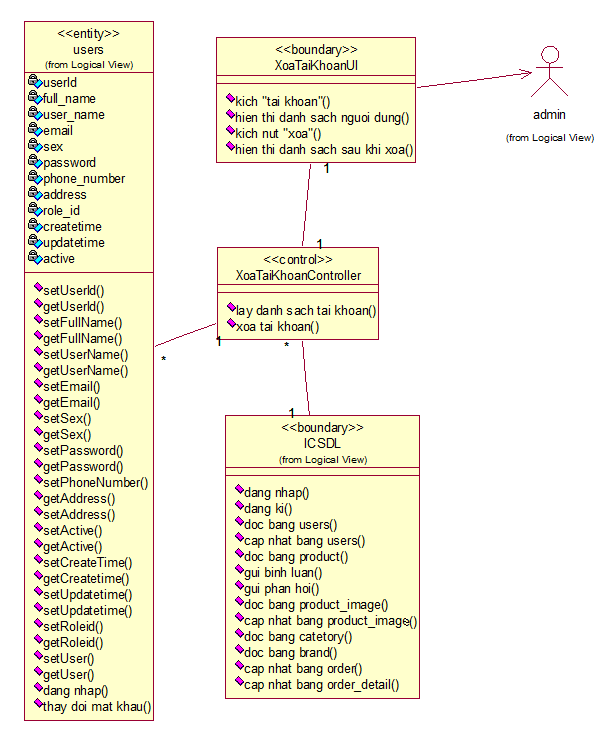 <<entity>>
users
(from Logical View)
userId
full_name
user_name
email
sex
password
phone_number
address
role_id
createtime
updatetime
active
setUserId()
getUserId()
setFullName()
getFullName()
setUserName()
getUserName()
setEmail()
getEmail()
setSex()
getSex()
setPassword()
getPassword()
setPhoneNumber()
getAddress()
setAddress()
setActive()
getActive()
setCreateTime()
getCreatetime()
setUpdatetime()
setUpdatetime()
setRoleid()
getRoleid()
setUser()
getUser()
dang nhap()
thay doi mat khau()
<<boundary>>
XoaTaiKhoanUI
kich "tai khoan"()
hien thi danh sach nguoi dung()
kich nut "xoa"()
hien thi danh sach sau khi xoa()
admin
(from Logical View)
1
1
<<control>>
XoaTaiKhoanController
lay danh sach tai khoan()
xoa tai khoan()
1
*
*
1
<<boundary>>
ICSDL
(from Logical View)
dang nhap()
dang ki()
doc bang users()
cap nhat bang users()
doc bang product()
gui binh luan()
gui phan hoi()
doc bang product_image()
cap nhat bang product_image()
doc bang catetory()
doc bang brand()
cap nhat bang order()
cap nhat bang order_detail()